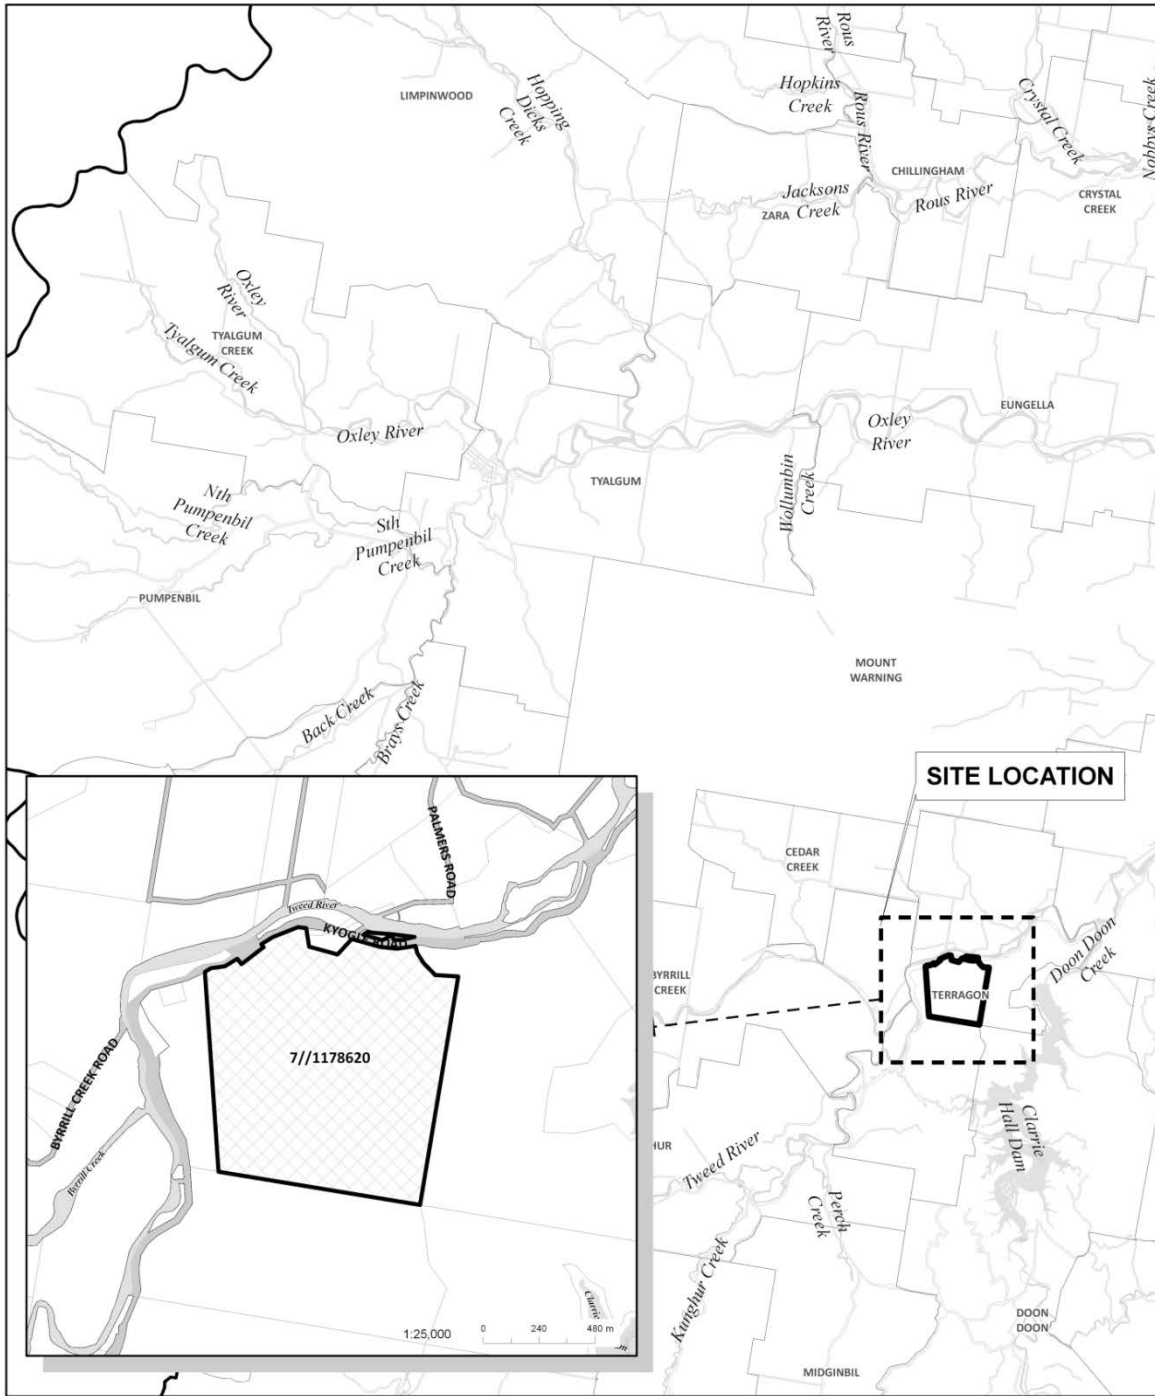 Rous
River
LIMPINWOOD
Hopping
Dicks
Creek
Hopkins
Creek
Rous River
Crystal Creek
Nobbys Creek
CHILLINGHAM
Jacksons
Creek
ZARA
Rous River
CRYSTAL
CREEK
Oxley
River
TYALGUM
CREEK
Tyalgum Creek
Oxley River
Oxley
River
EUNGELLA
TYALGUM
Wollumbin
Creek
Nth
Pumpenbil
Creek
Sth
Pumpenbil
Creek
PUMPENBIL
MOUNT
WARNING
Back Creek
Brays Creek
SITE LOCATION
CEDAR
CREEK
BYRRILL
CREEK
TERRAGON
Doon Doon
Creek
Clarrie
Hall Dam
HUR
Tweed River
Perch
Creek
Kunghur Creek
DOON
DOON
MIDGINBIL
PALMERS ROAD
Tweed River
KYOGLE ROAD
7//1178620
BYRRILL CREEK ROAD
Byrrill Creek
Clarrie
m
1:25,000
0 240 480 m